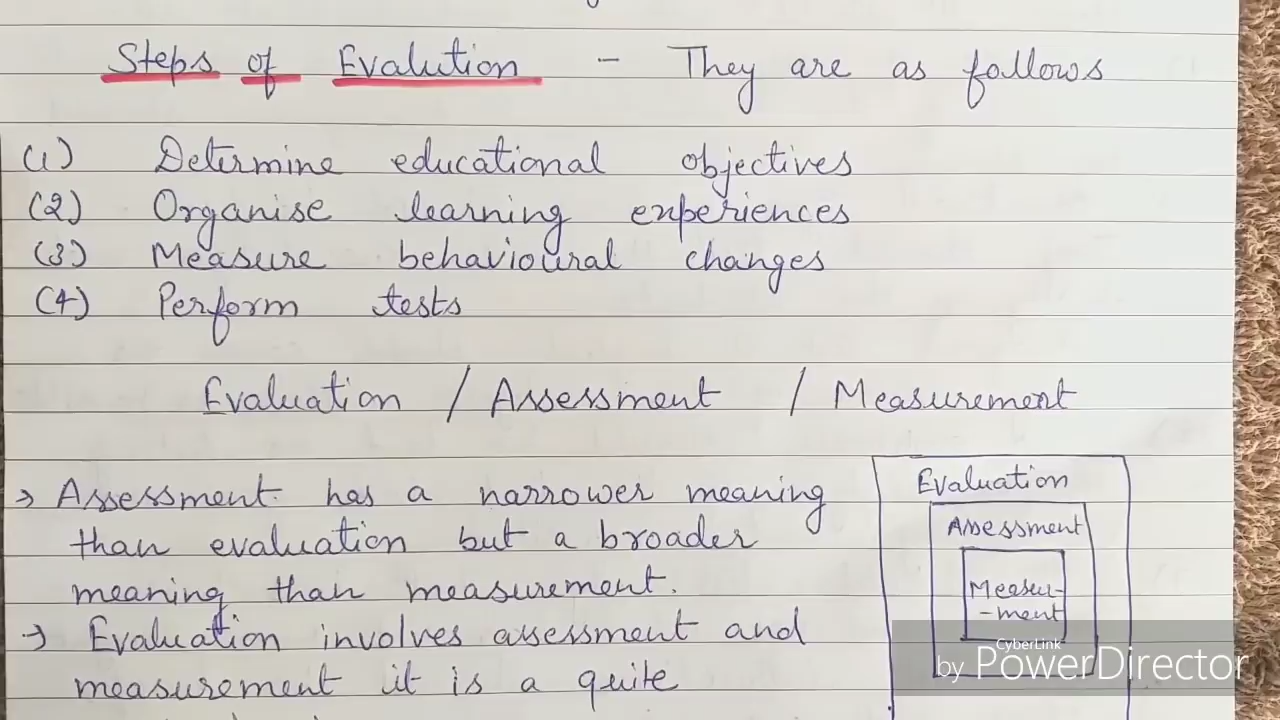 Steps of Evalution - They are as follows
(1) Determine educational objectives
(2) Organise learning experiences
(3) Measure behavioural changes
(4) Perform tests
Evaluation / Assessment / Measurement
→ Assessment has a narrower meaning
than evaluation but a broader
meaning than measurement.
→ Evaluation involves assessment and
measurement it is a quite
Evaluation
Assessment
Measur-
-ment
CyberLink
by PowerDirector